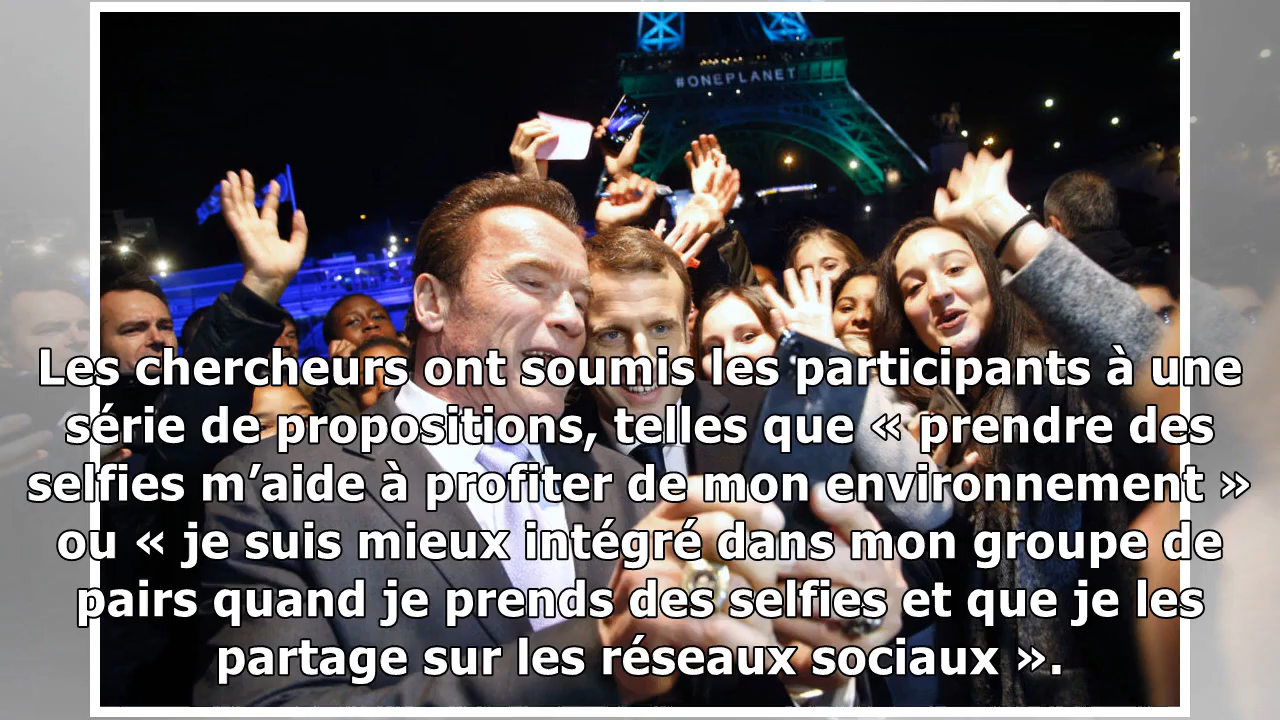 #ONEPLANET
Les chercheurs ont soumis les participants à une
série de propositions, telles que « prendre des
selfies m’aide à profiter de mon environnement »
ou « je suis mieux intégré dans mon groupe de
pairs quand je prends des selfies et que je les
partage sur les réseaux sociaux ».